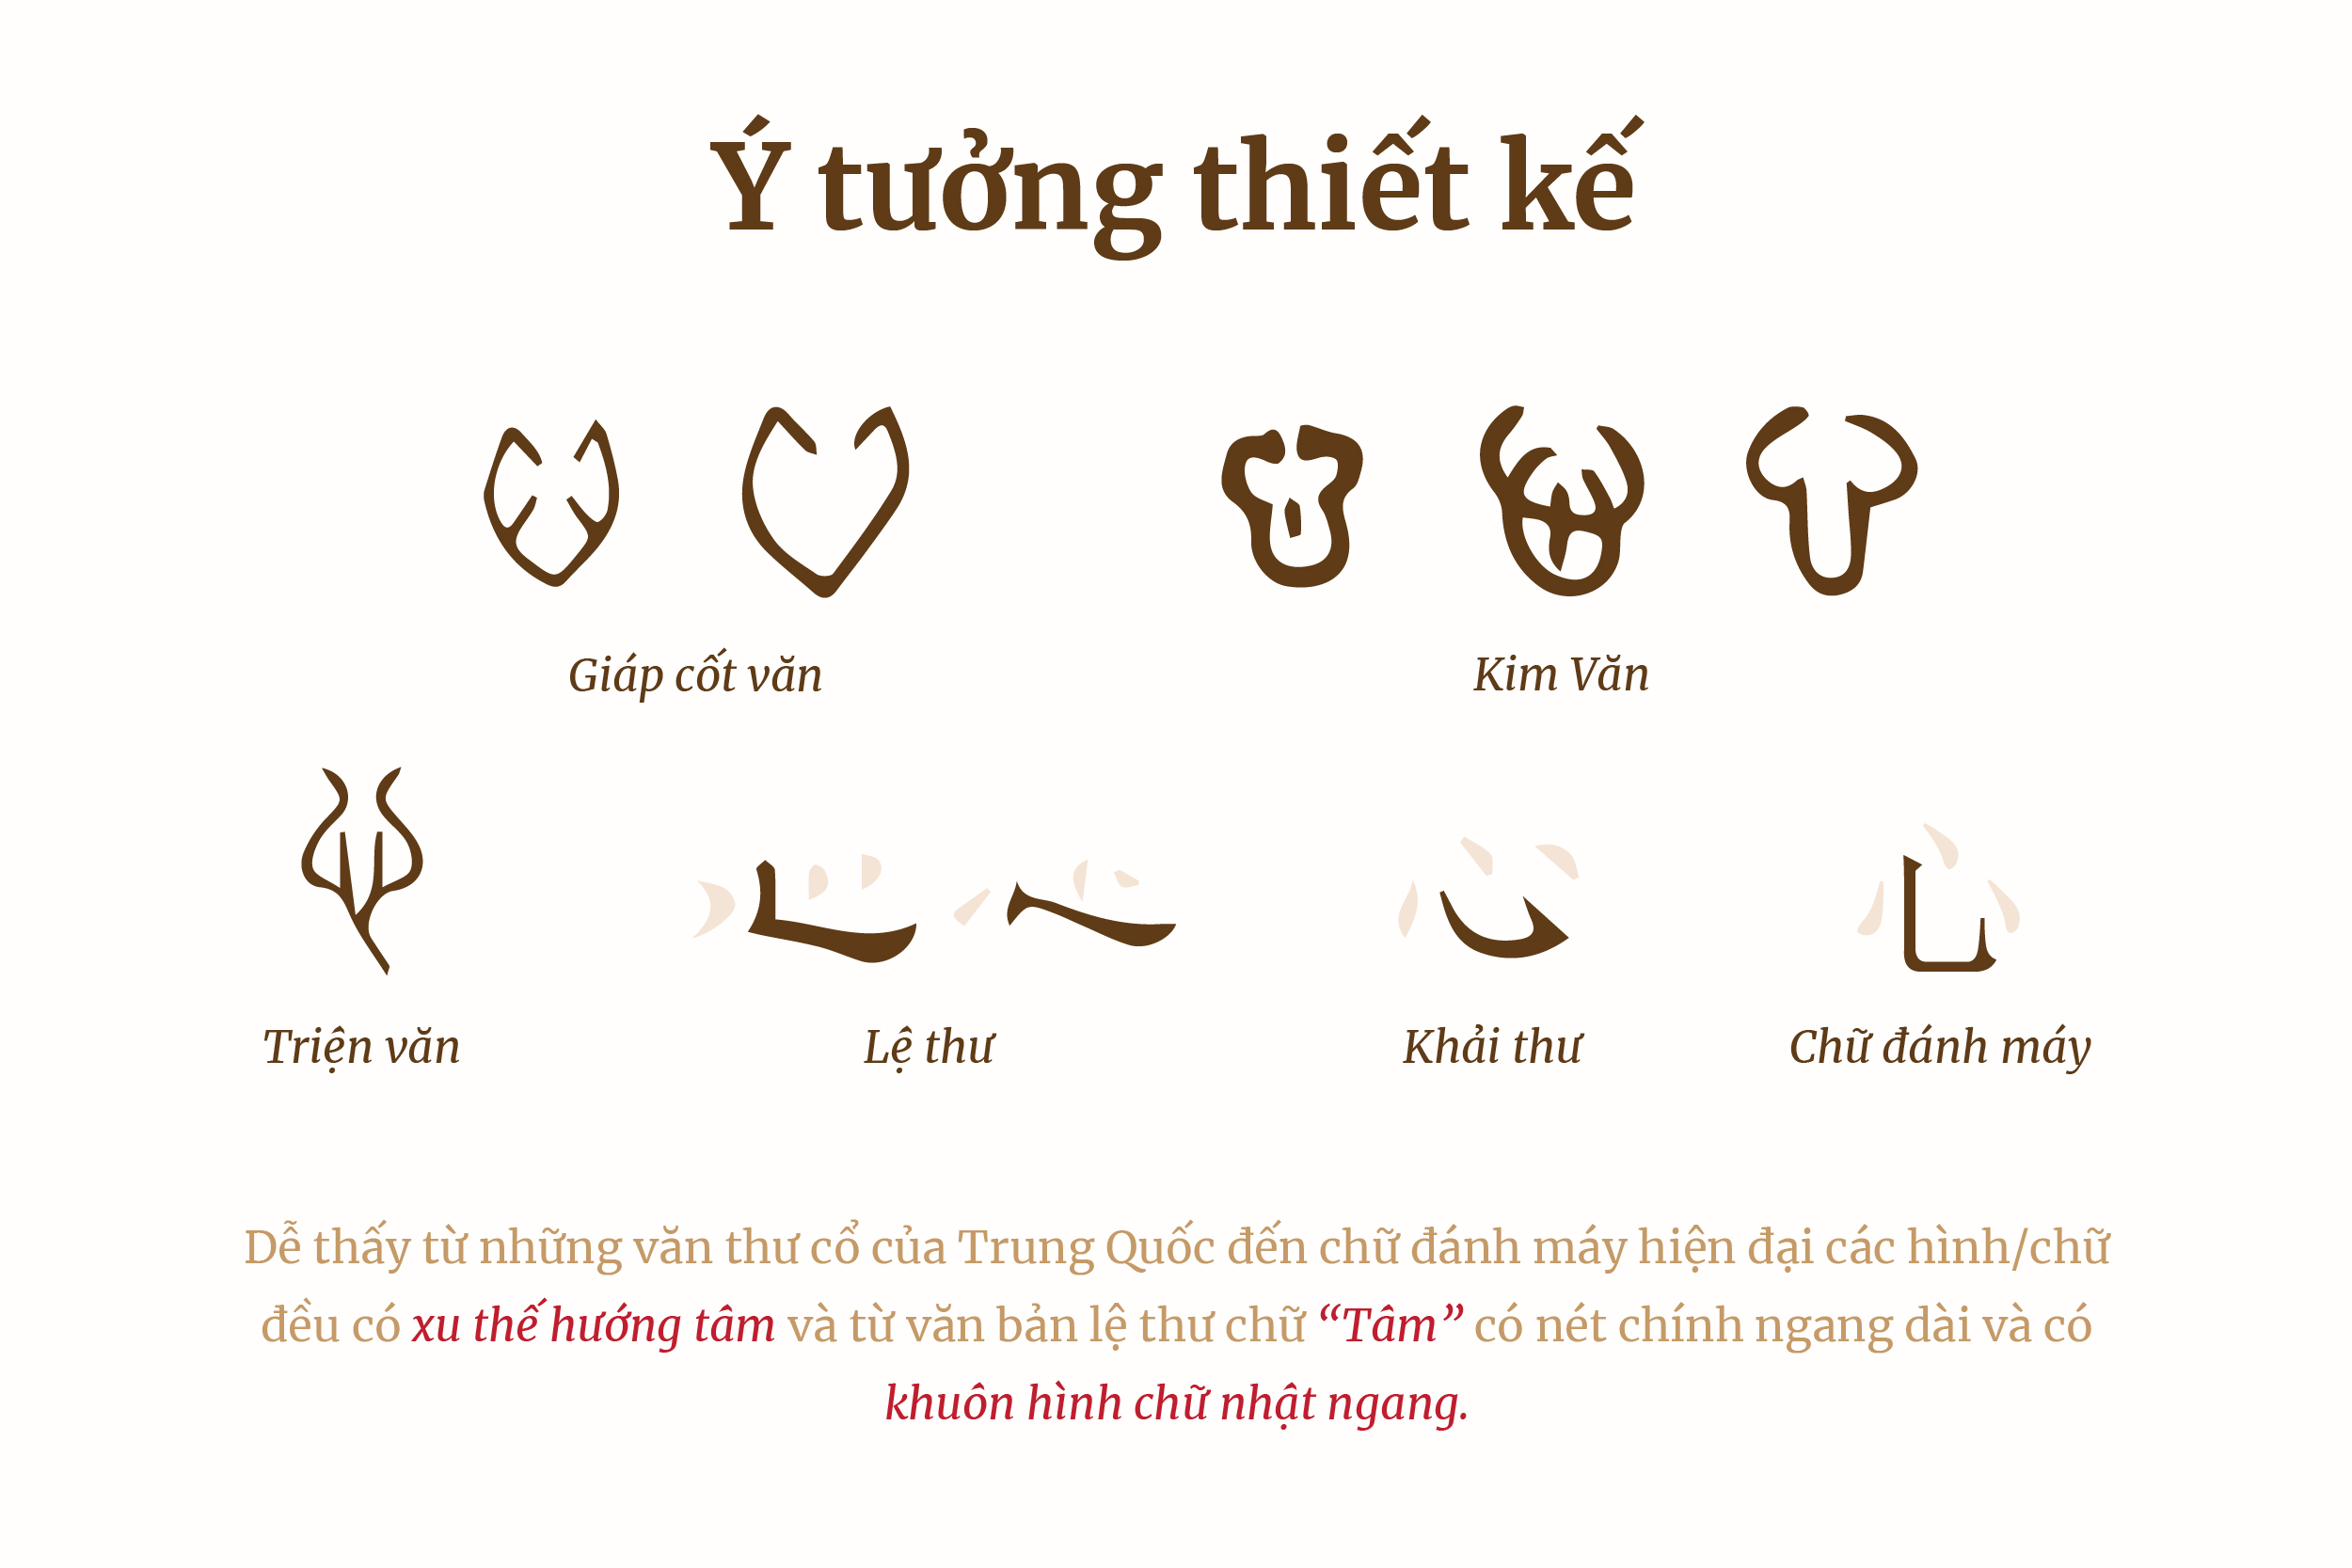 Ý tưởng thiết kế
Giáp cốt văn
Kim Văn
Triện văn
Lệ thư
Khải thư
Chữ đánh máy
Dễ thấy từ những văn thư cổ của Trung Quốc đến chữ đánh máy hiện đại các hình/chữ
đều có xu thế hướng tâm và từ văn bản lệ thư chữ “Tâm” có nét chính ngang dài và có
khuôn hình chữ nhật ngang.